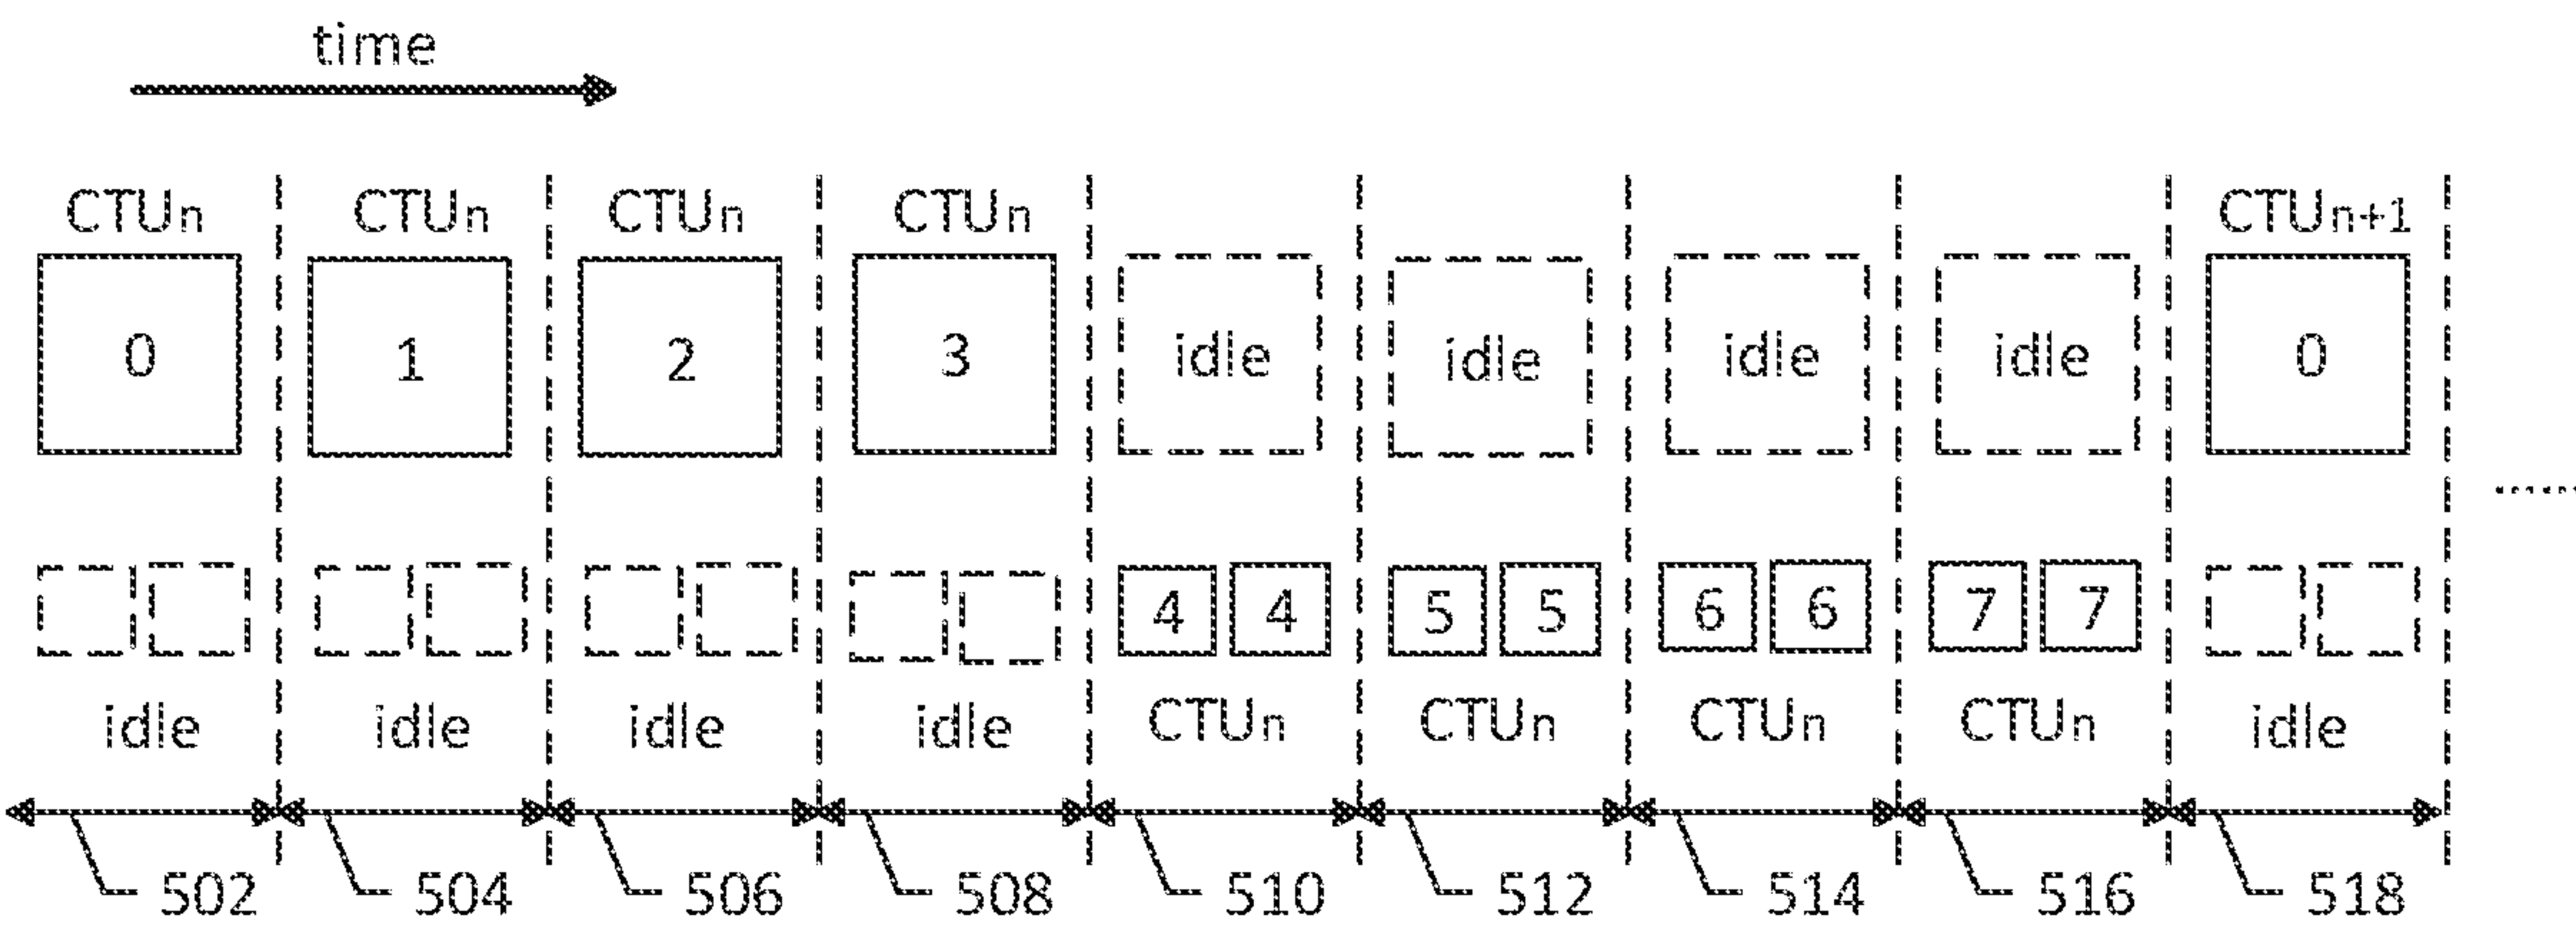 time
CTUn CTUn CTUn CTUn CTUn+1
0 1 2 3 idle idle idle idle 0
4 4 5 5 6 6 7 7
idle idle idle idle CTUn CTUn CTUn CTUn idle
502 504 506 508 510 512 514 516 518